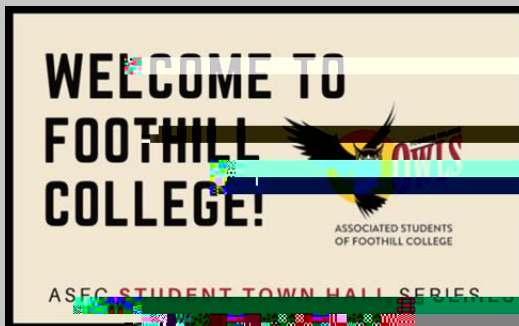 WELCOME TO
FOOTHILL
COLLEGE!
OWLS
ASSOCIATED STUDENTS
OF FOOTHILL COLLEGE
ASFC STUDENT TOWN HALL SERIES